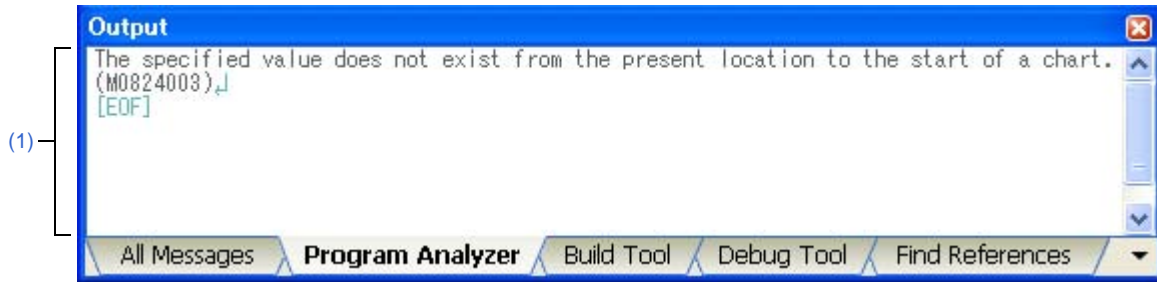 Output
The specified value does not exist from the present location to the start of a chart.
(M0824003)↲
[EOF]
(1)
All Messages
Program Analyzer
Build Tool
Debug Tool
Find References